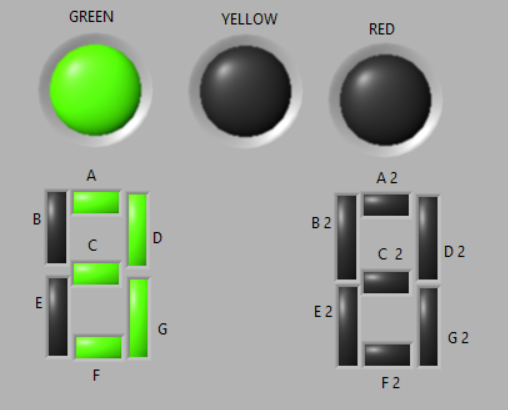 GREEN
YELLOW
RED
A
A 2
B
B 2
C
C 2
D
D 2
E
E 2
G
G 2
F
F 2